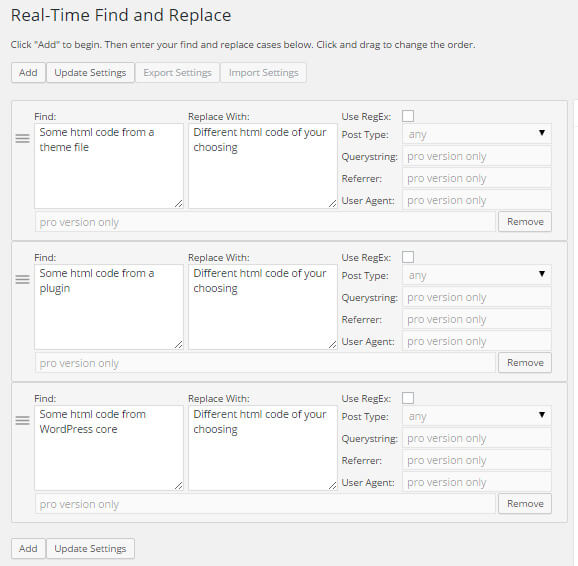 Real-Time Find and Replace
Click "Add" to begin. Then enter your find and replace cases below. Click and drag to change the order.
Add Update Settings Export Settings Import Settings
Find: Replace With: Use RegEx:
Some html code from a Different html code of your Post Type: any
theme file choosing
Querystring: pro version only
Referrer: pro version only
User Agent: pro version only
pro version only Remove
Find: Replace With: Use RegEx:
Some html code from a Different html code of your Post Type: any
plugin choosing
Querystring: pro version only
Referrer: pro version only
User Agent: pro version only
pro version only Remove
Find: Replace With: Use RegEx:
Some html code from Different html code of your Post Type: any
WordPress core choosing
Querystring: pro version only
Referrer: pro version only
User Agent: pro version only
pro version only Remove
Add Update Settings